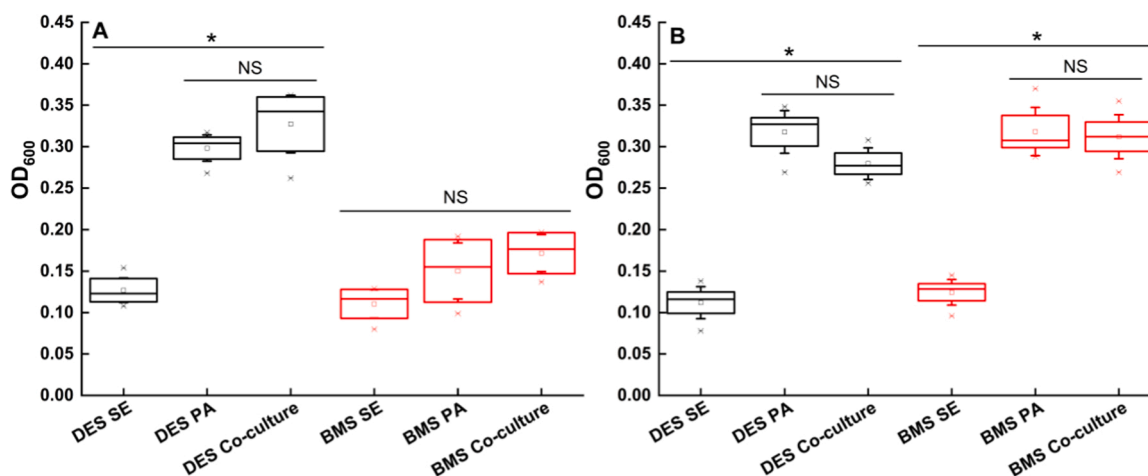 A
*
NS
NS
OD600
0.45
0.40
0.35
0.30
0.25
0.20
0.15
0.10
0.05
0.00
DES SE
DES PA
DES Co-culture
BMS SE
BMS PA
BMS Co-culture
B
*
*
NS
NS
OD600
0.45
0.40
0.35
0.30
0.25
0.20
0.15
0.10
0.05
0.00
DES SE
DES PA
DES Co-culture
BMS SE
BMS PA
BMS Co-culture